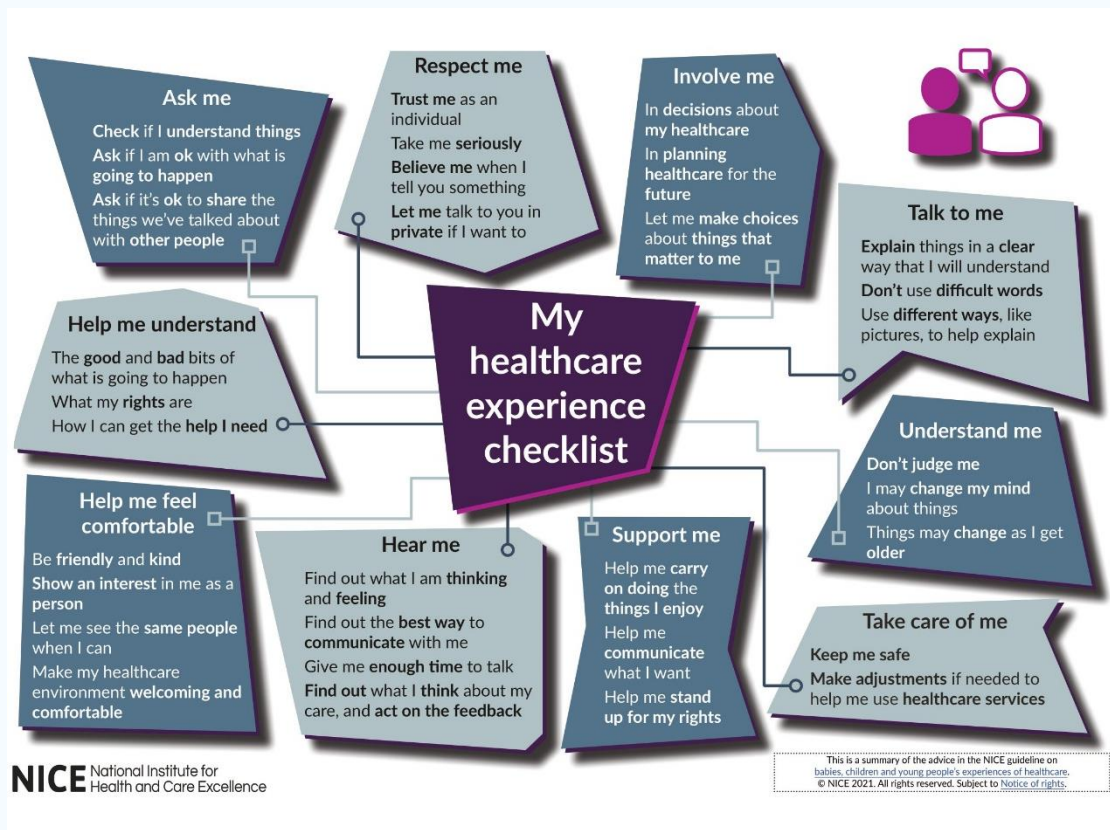 Ask me
Check if I understand things
Ask if I am ok with what is
going to happen
Ask if it's ok to share the
things we've talked about
with other people
Respect me
Trust me as an
individual
Take me seriously
Believe me when I
tell you something
Let me talk to you in
private if I want to
Involve me
In decisions about
my healthcare
In planning
healthcare for the
future
Let me make choices
about things that
matter to me
Talk to me
Explain things in a clear
way that I will understand
Don't use difficult words
Use different ways, like
pictures, to help explain
Help me understand
The good and bad bits of
what is going to happen
What my rights are
How I can get the help I need
My
healthcare
experience
checklist
Understand me
Don't judge me
I may change my mind
about things
Things may change as I get
older
Help me feel
comfortable
Be friendly and kind
Show an interest in me as a
person
Let me see the same people
when I can
Make my healthcare
environment welcoming and
comfortable
Hear me
Find out what I am thinking
and feeling
Find out the best way to
communicate with me
Give me enough time to talk
Find out what I think about my
care, and act on the feedback
Support me
Help me carry
on doing the
things I enjoy
Help me
communicate
what I want
Help me stand
up for my rights
Take care of me
Keep me safe
Make adjustments if needed to
help me use healthcare services
NICE National Institute for
Health and Care Excellence
This is a summary of the advice in the NICE guideline on
babies, children and young people's experiences of healthcare.
© NICE 2021. All rights reserved. Subject to Notice of rights.